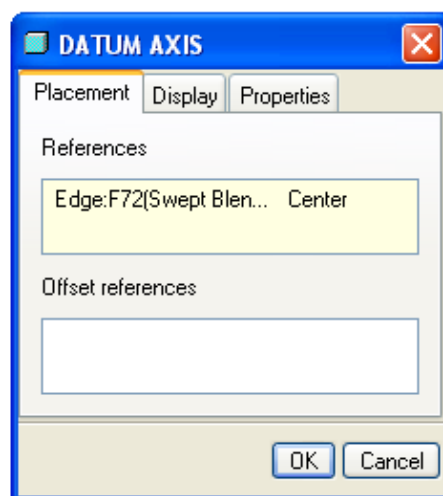 DATUM AXIS
Placement Display Properties
References
Edge:F72(Swept Blen... Center
Offset references
OK Cancel